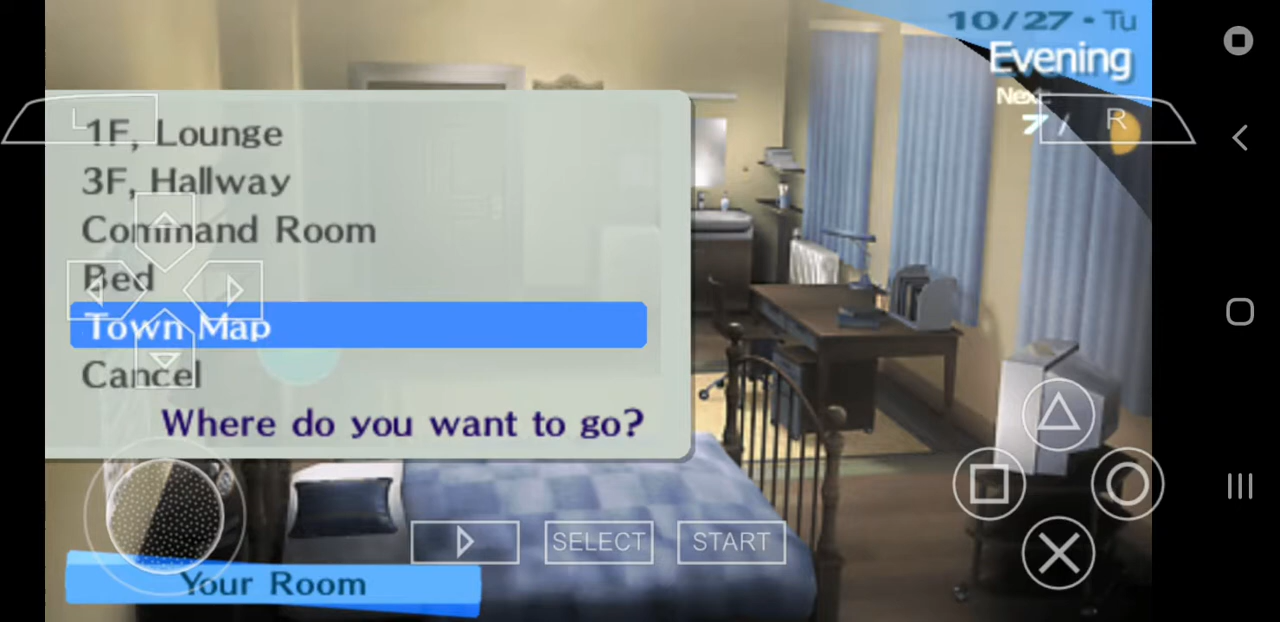 10/27 • Tu
Evening
Next:
7/
L
R
1F, Lounge
3F, Hallway
Command Room
Bed
Town Map
Cancel
Where do you want to go?
SELECT
START
Your Room